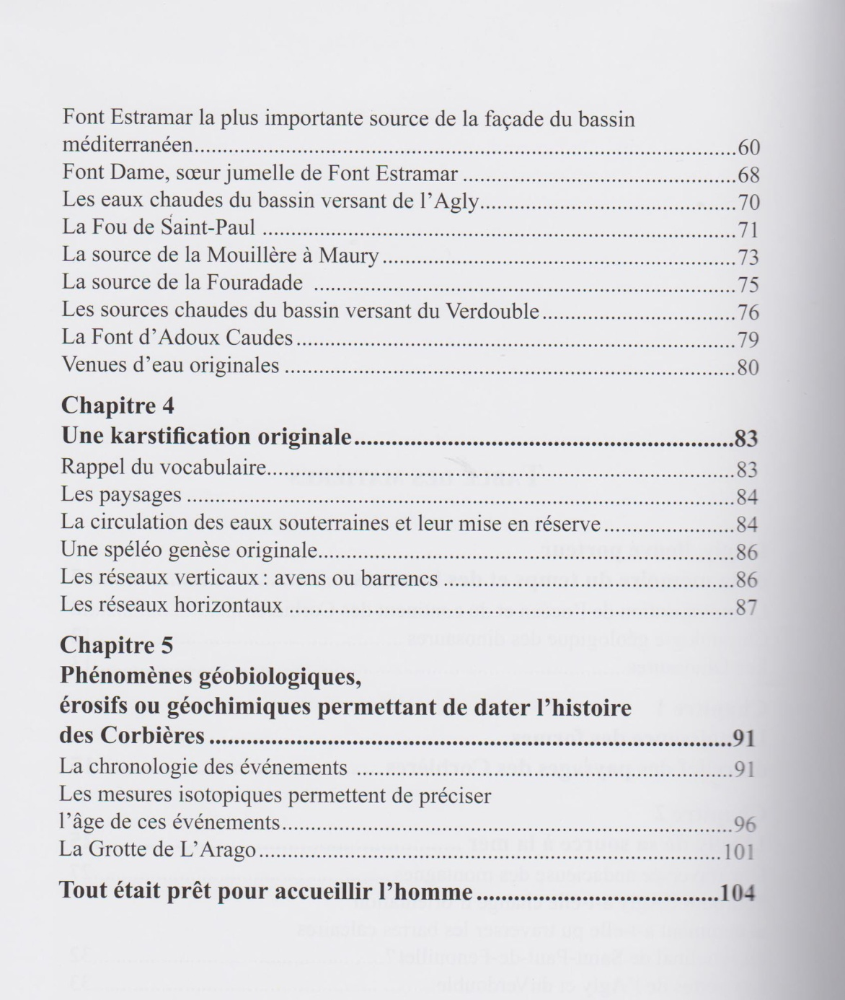 Font Estramar la plus importante source de la façade du bassin
méditerranéen...60
Font Dame, sœur jumelle de Font Estramar ...68
Les eaux chaudes du bassin versant de l'Agly...70
La Fou de Saint-Paul ...71
La source de la Mouillère à Maury...73
La source de la Fouradade ...75
Les sources chaudes du bassin versant du Verdouble...76
La Font d'Adoux Caudes...79
Venues d'eau originales ...80
Chapitre 4
Une karstification originale...83
Rappel du vocabulaire...83
Les paysages ...84
La circulation des eaux souterraines et leur mise en réserve...84
Une spéléo genèse originale...86
Les réseaux verticaux : avens ou barrencs ...86
Les réseaux horizontaux ...87
Chapitre 5
Phénomènes géobiologiques,
érosifs ou géochimiques permettant de dater l'histoire
des Corbières...91
La chronologie des événements ...91
Les mesures isotopiques permettent de préciser
l'âge de ces événements...96
La Grotte de L'Arago...101
Tout était prêt pour accueillir l'homme...104